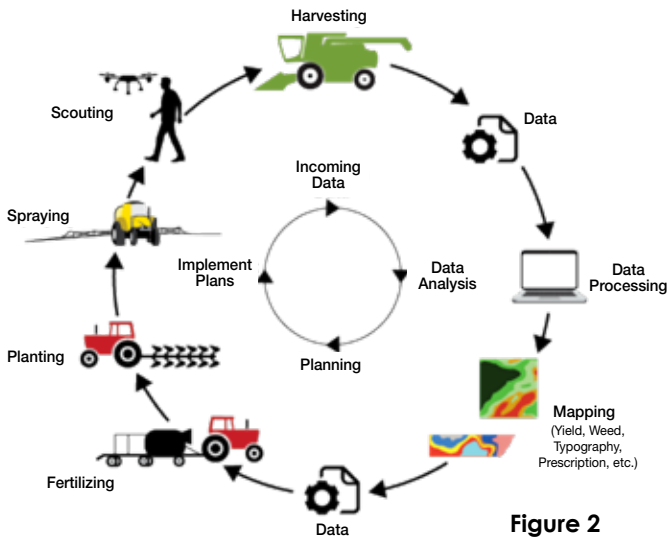 Harvesting
Scouting
Data
Incoming
Data
Spraying
Implement
Plans
Data
Analysis
Data
Processing
Planting
Planning
Mapping
(Yield, Weed,
Typography,
Prescription, etc.)
Fertilizing
Data
Figure 2